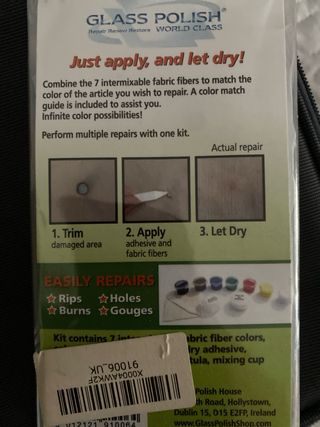 GLASS POLISH®
Repair Renew Restore WORLD CLASS
Just apply, and let dry!
Combine the 7 intermixable fabric fibers to match
the color of the article you wish to repair. A color match
guide is included to assist you.
Infinite color possibilities!
Perform multiple repairs with one kit.
Actual repair
1. Trim
damaged area
2. Apply
adhesive and
fabric fibers
3. Let Dry
EASILY REPAIRS
Rips
Holes
Burns
Gouges
Kit contains 7 fabric fiber colors,
dry adhesive,
mixing cup
X0004AWK2F
91006_UK
Polish House
Road, Hollystown,
Dublin 15, D15 E2FP, Ireland
www.GlassPolishShop.com